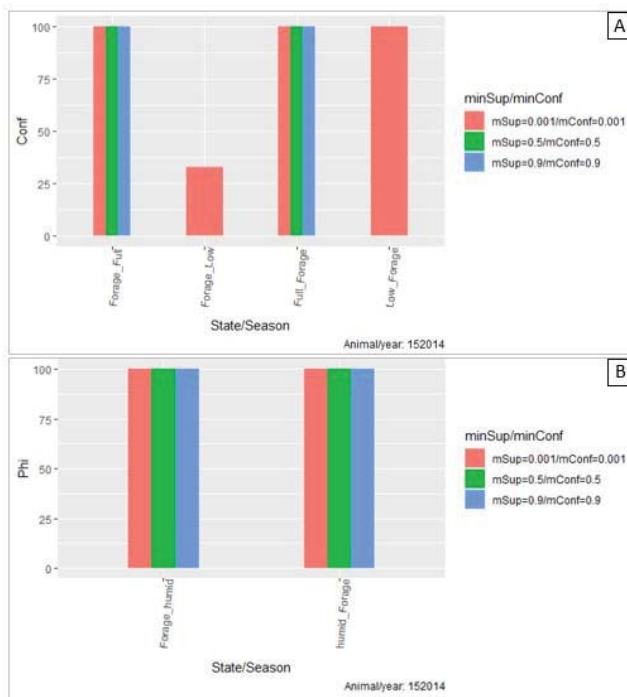 A
Conf
100
75
50
25
0
Forage_Full
Forage_Low
Full_Forage
Low_Forage
State/Season
Animal/year: 152014
minSup/minConf
mSup=0.001/mConf=0.001
mSup=0.5/mConf=0.5
mSup=0.9/mConf=0.9
B
Phi
100
75
50
25
0
Forage_humid
humid_Forage
State/Season
Animal/year: 152014
minSup/minConf
mSup=0.001/mConf=0.001
mSup=0.5/mConf=0.5
mSup=0.9/mConf=0.9